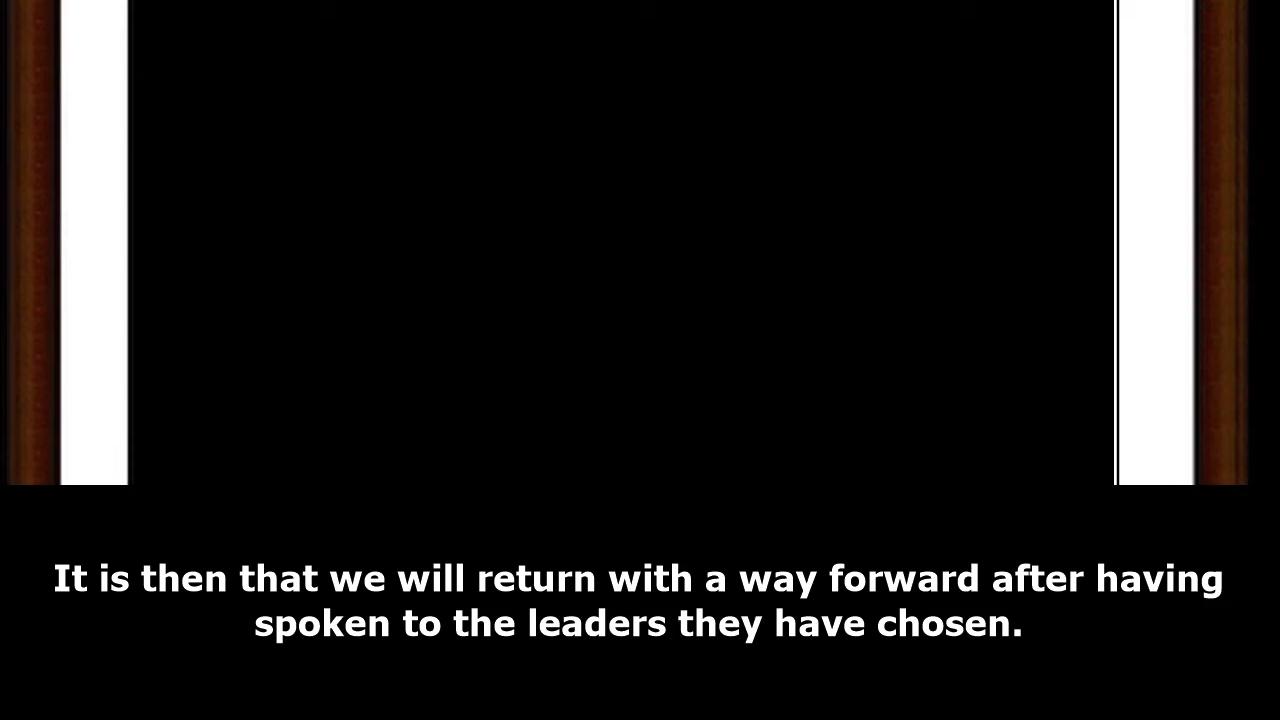 It is then that we will return with a way forward after having
spoken to the leaders they have chosen.